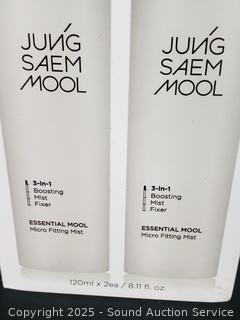 JUNG
SAEM
MOOL
3-in-1
Boosting
Mist
Fixer
ESSENTIAL MOOL
Micro Fitting Mist
JUNG
SAEM
MOOL
3-in-1
Boosting
Mist
Fixer
ESSENTIAL MOOL
Micro Fitting Mist
120ml x 2ea / 8.11 fl. oz.
Copyright © 2025 - Sound Auction Service